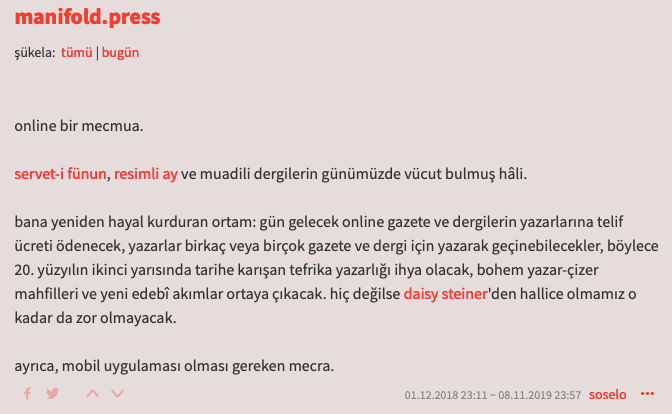 manifold.press
şükela: tümü | bugün
online bir mecmua.
servet-i fünun, resimli ay ve muadili dergilerin günümüzde vücut bulmuş hâli.
bana yeniden hayal kurduran ortam: gün gelecek online gazete ve dergilerin yazarlarına telif
ücreti ödenecek, yazarlar birkaç veya birçok gazete ve dergi için yazarak geçinebilecekler, böylece
20. yüzyılın ikinci yarısında tarihe karışan tefrika yazarlığı ihya olacak, bohem yazar-çizer
mahfilleri ve yeni edebî akımlar ortaya çıkacak. hiç değilse daisy steiner'den hallice olmamız o
kadar da zor olmayacak.
ayrıca, mobil uygulaması olması gereken mecra.
01.12.2018 23:11 ~ 08.11.2019 23:57 soselo